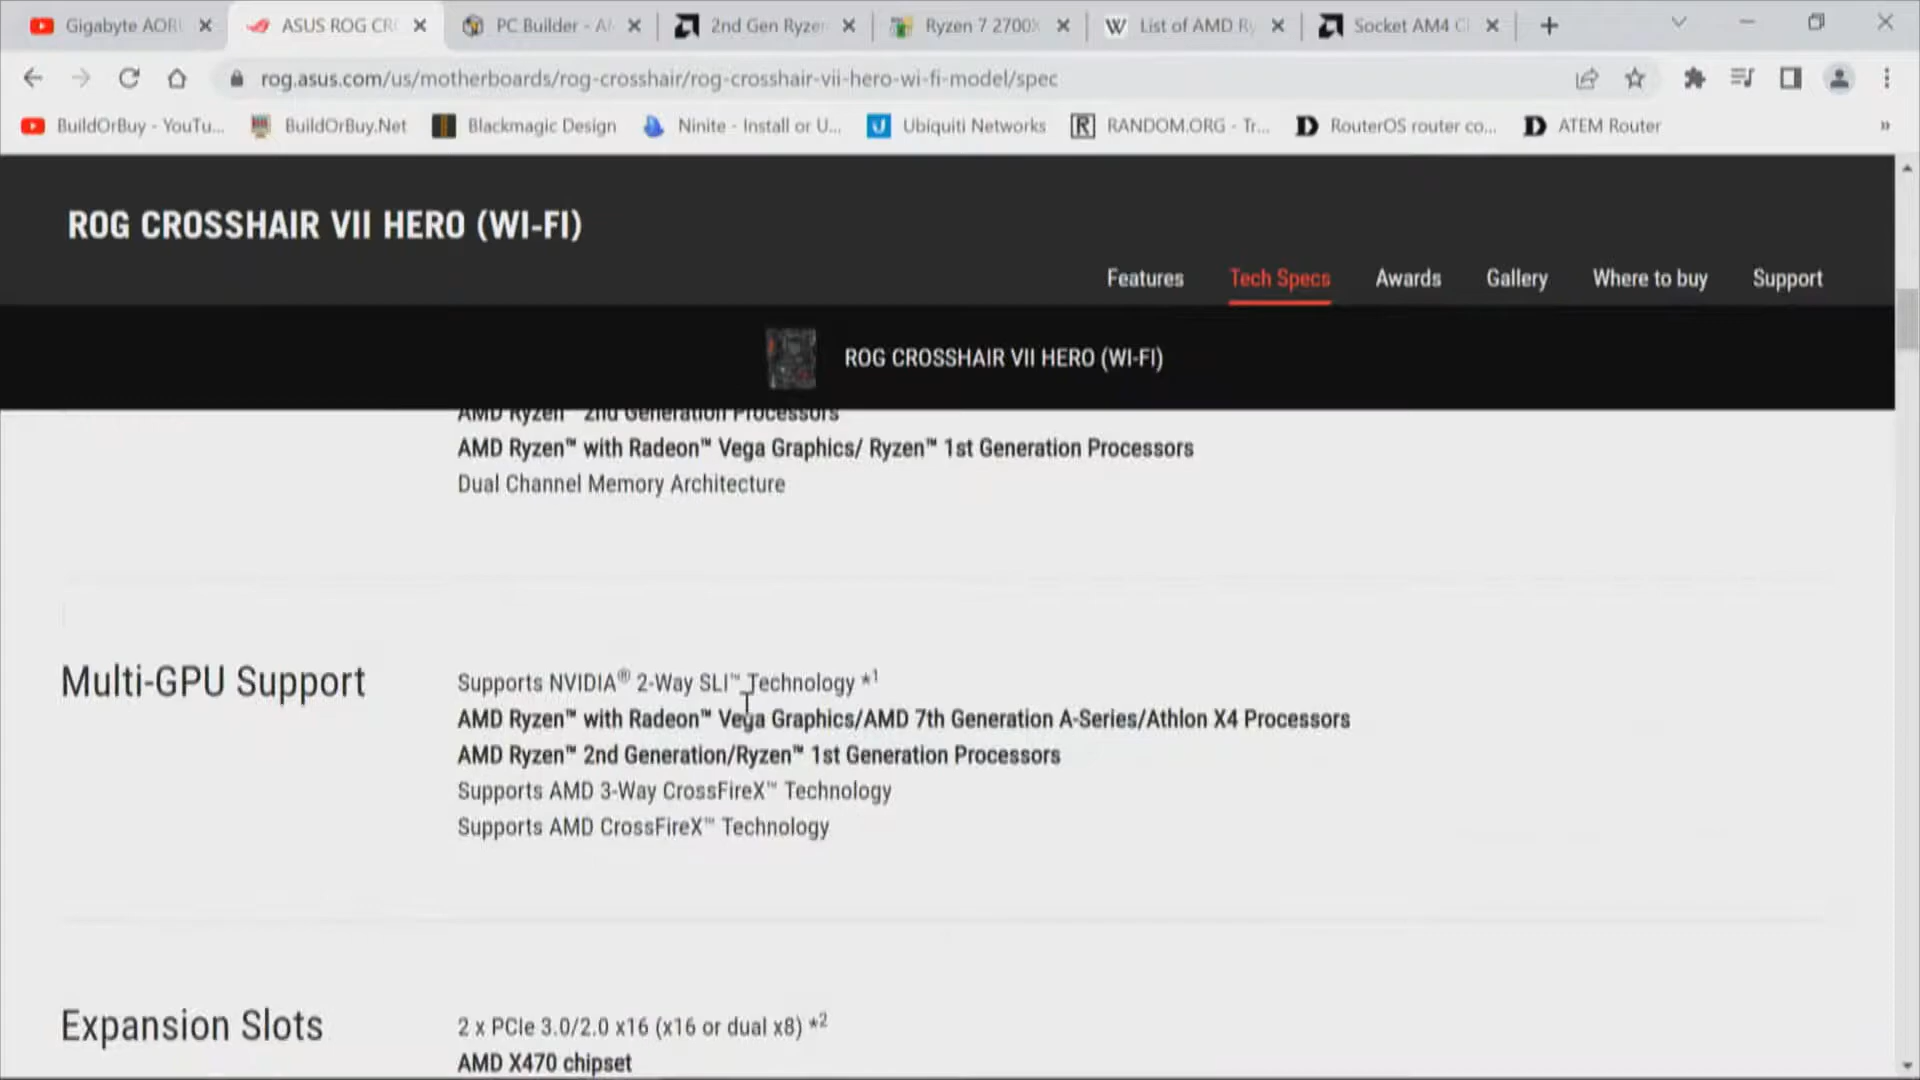 Gigabyte AORU
ASUS ROG CRO
PC Builder - A
2nd Gen Ryzen
Ryzen 7 2700X
List of AMD Ry
Socket AM4 C
rog.asus.com/us/motherboards/rog-crosshair/rog-crosshair-vii-hero-wi-fi-model/spec
BuildOrBuy - YouTu...
BuildOrBuy.Net
Blackmagic Design
Ninite - Install or U...
Ubiquiti Networks
RANDOM.ORG - Tr...
RouterOS router co...
ATEM Router
ROG CROSSHAIR VII HERO (WI-FI)
Features
Tech Specs
Awards
Gallery
Where to buy
Support
ROG CROSSHAIR VII HERO (WI-FI)
AMD Ryzen™ 2nd Generation Processors
AMD Ryzen™ with Radeon™ Vega Graphics/ Ryzen™ 1st Generation Processors
Dual Channel Memory Architecture
Multi-GPU Support
Supports NVIDIA® 2-Way SLI™ Technology *1
AMD Ryzen™ with Radeon™ Vega Graphics/AMD 7th Generation A-Series/Athlon X4 Processors
AMD Ryzen™ 2nd Generation/Ryzen™ 1st Generation Processors
Supports AMD 3-Way CrossFireX™ Technology
Supports AMD CrossFireX™ Technology
Expansion Slots
2 x PCIe 3.0/2.0 x16 (x16 or dual x8) *2
AMD X470 chipset